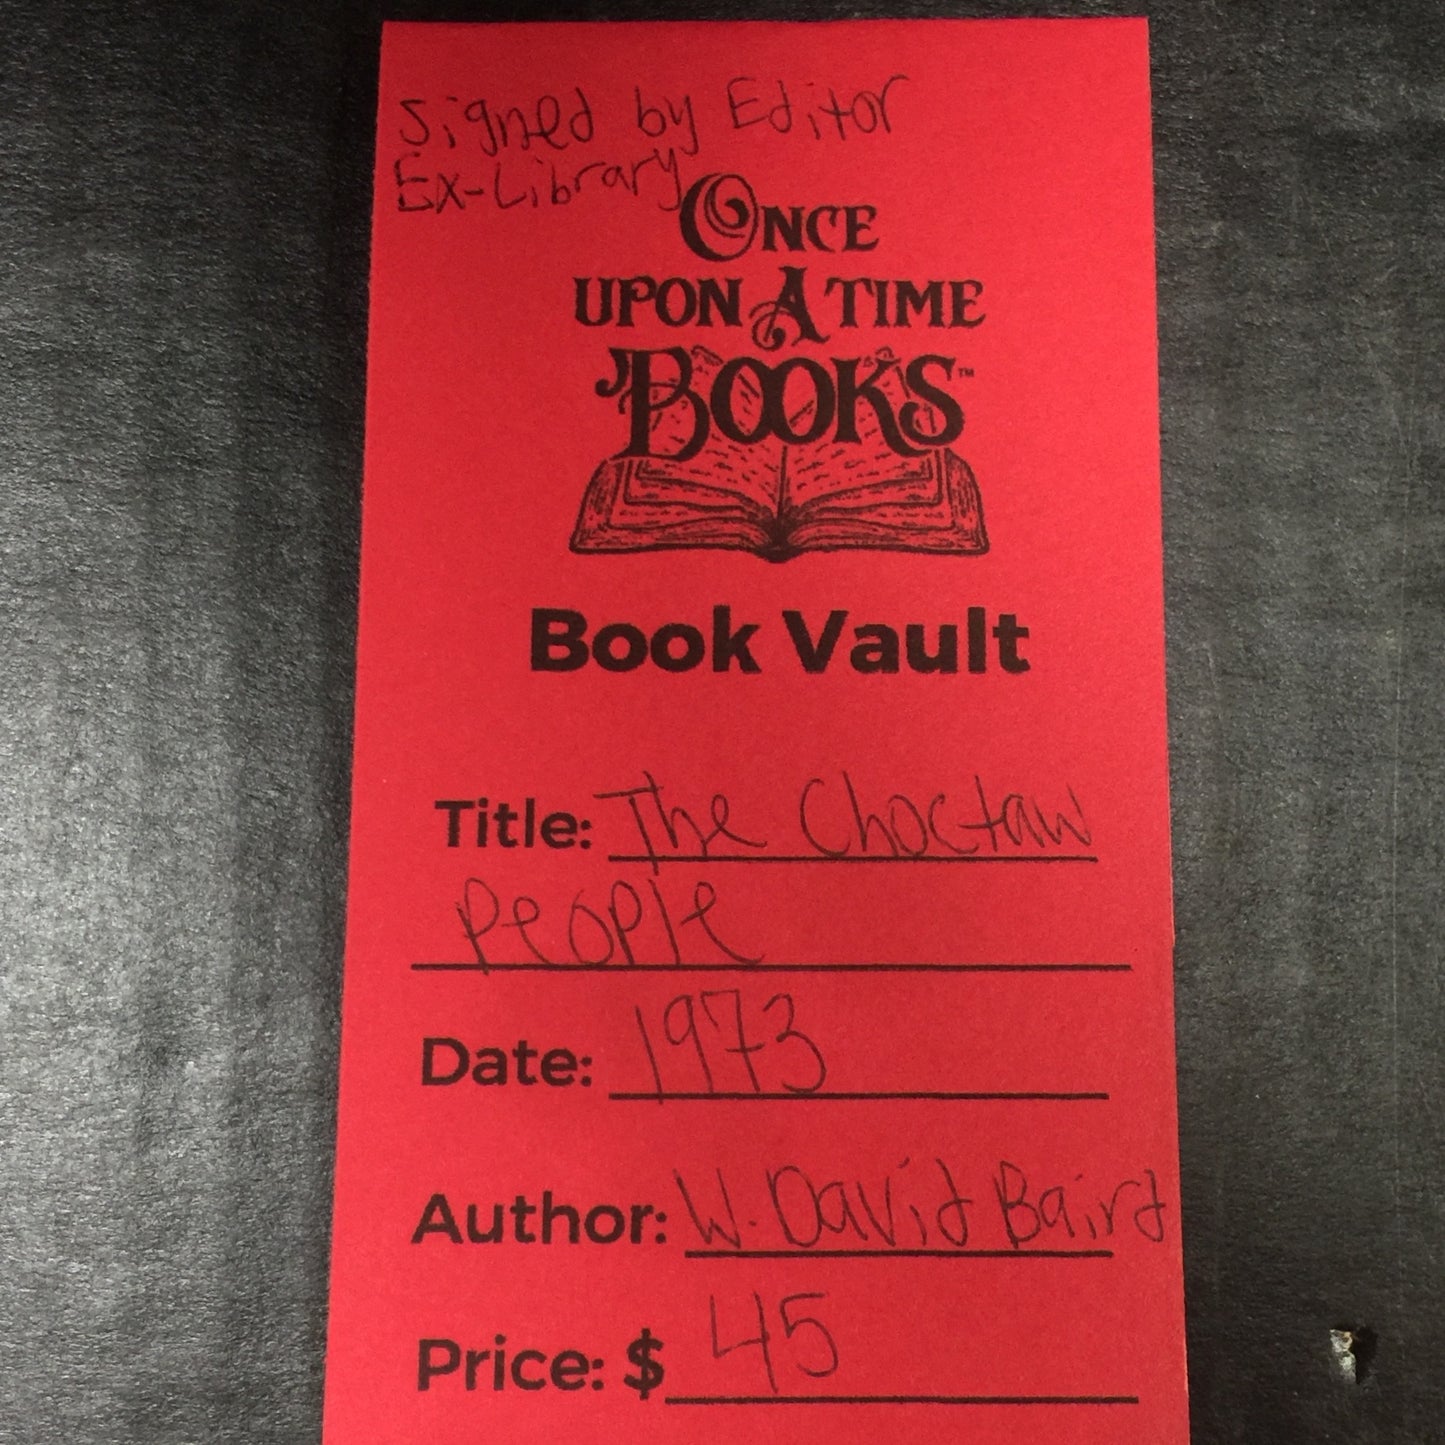 Signed by Editor
Ex-Library
ONCE
UPON A TIME
BOOKS™
Book Vault
Title: The Choctaw
People
Date: 1973
Author: W. David Baird
Price: $ 45